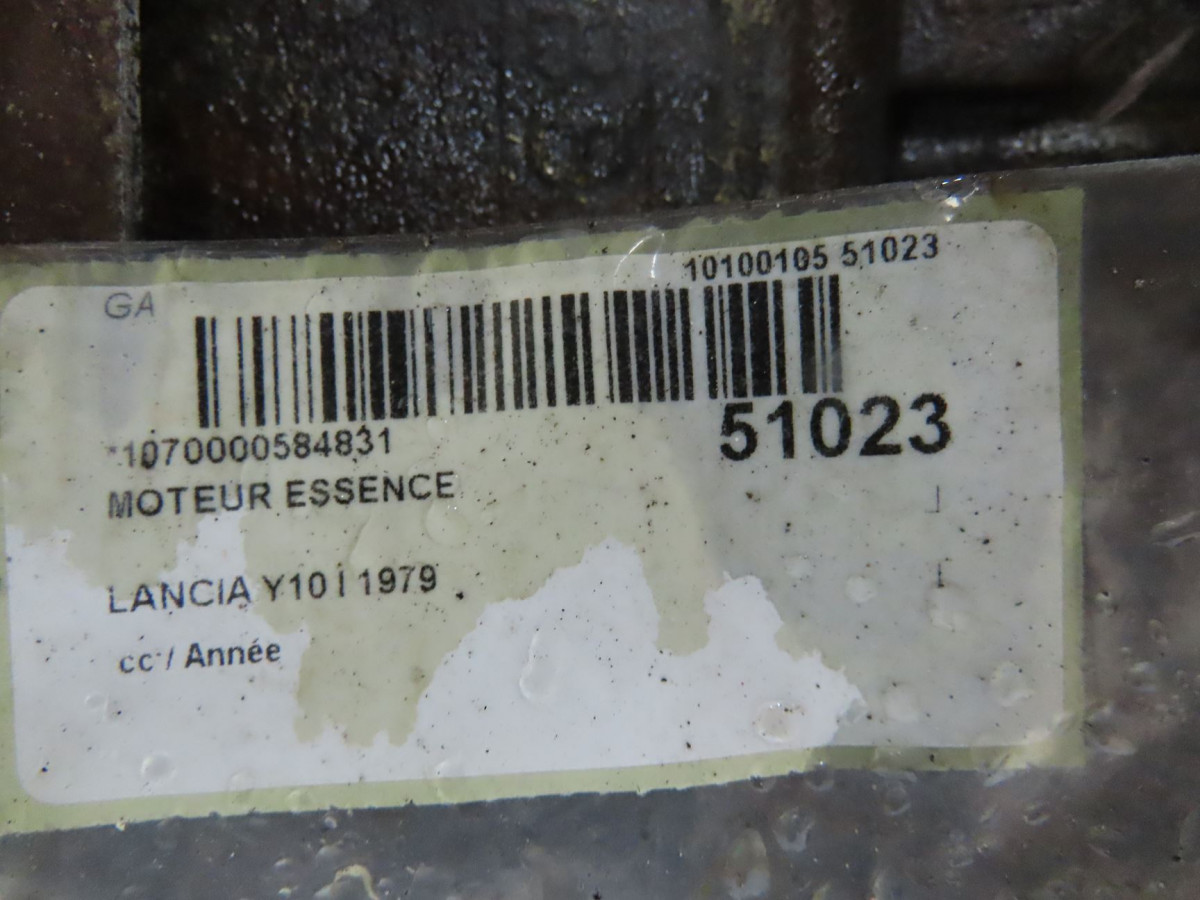 10100105 51023
GA
*1070000584831
51023
MOTEUR ESSENCE
LANCIA Y10 I 1979
cc / Année